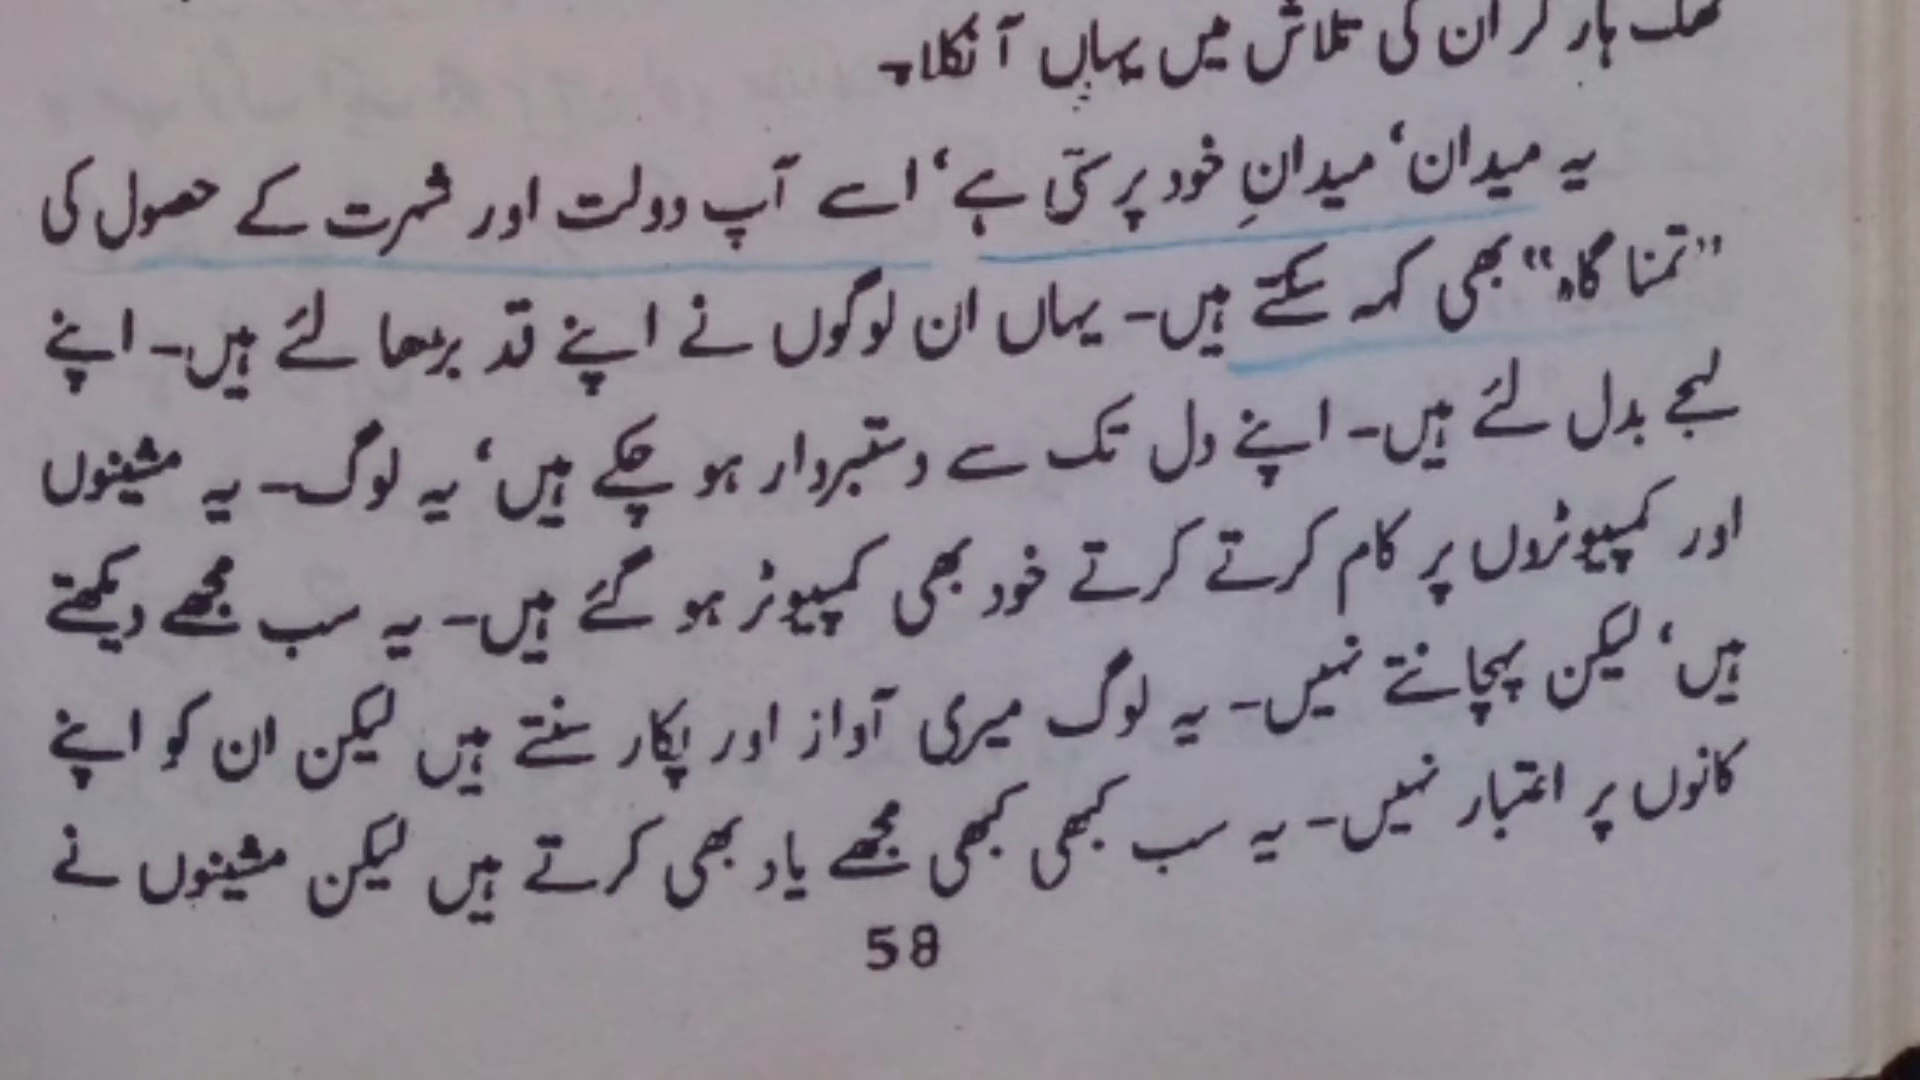 تھک ہار کر ان کی تلاش میں یہاں آ نکلا۔
یہ میدان‘ میدانِ خود پرستی ہے‘ اسے آپ دولت اور شہرت کے حصول کی
”تمنا گاہ“ بھی کہہ سکتے ہیں۔ یہاں ان لوگوں نے اپنے قد بڑھا لئے ہیں۔ اپنے
لہجے بدل لئے ہیں۔ اپنے دل تک سے دستبردار ہو چکے ہیں‘ یہ لوگ۔ یہ مشینوں
اور کمپیوٹروں پر کام کرتے کرتے خود بھی کمپیوٹر ہو گئے ہیں۔ یہ سب مجھے دیکھتے
ہیں‘ لیکن پہچانتے نہیں۔ یہ لوگ میری آواز اور پکار سنتے ہیں لیکن ان کو اپنے
کانوں پر اعتبار نہیں۔ یہ سب کبھی کبھی مجھے یاد بھی کرتے ہیں لیکن مشینوں نے
58